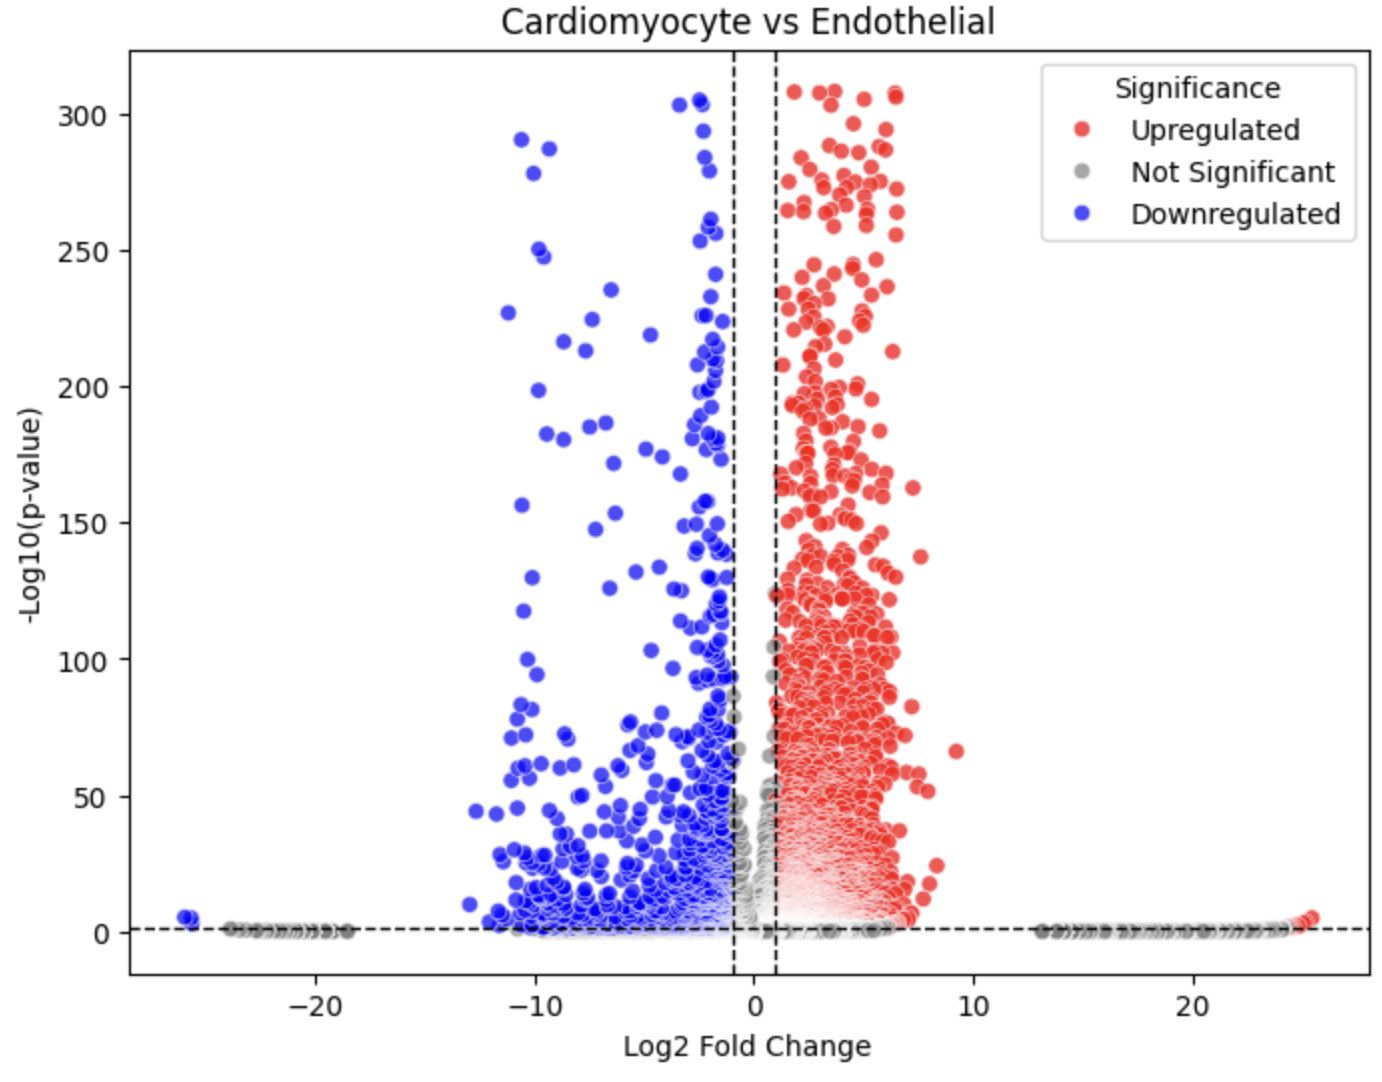 Cardiomyocyte vs Endothelial
Significance
Upregulated
Not Significant
Downregulated
300
250
200
150
100
50
0
-Log10(p-value)
−20
−10
0
10
20
Log2 Fold Change